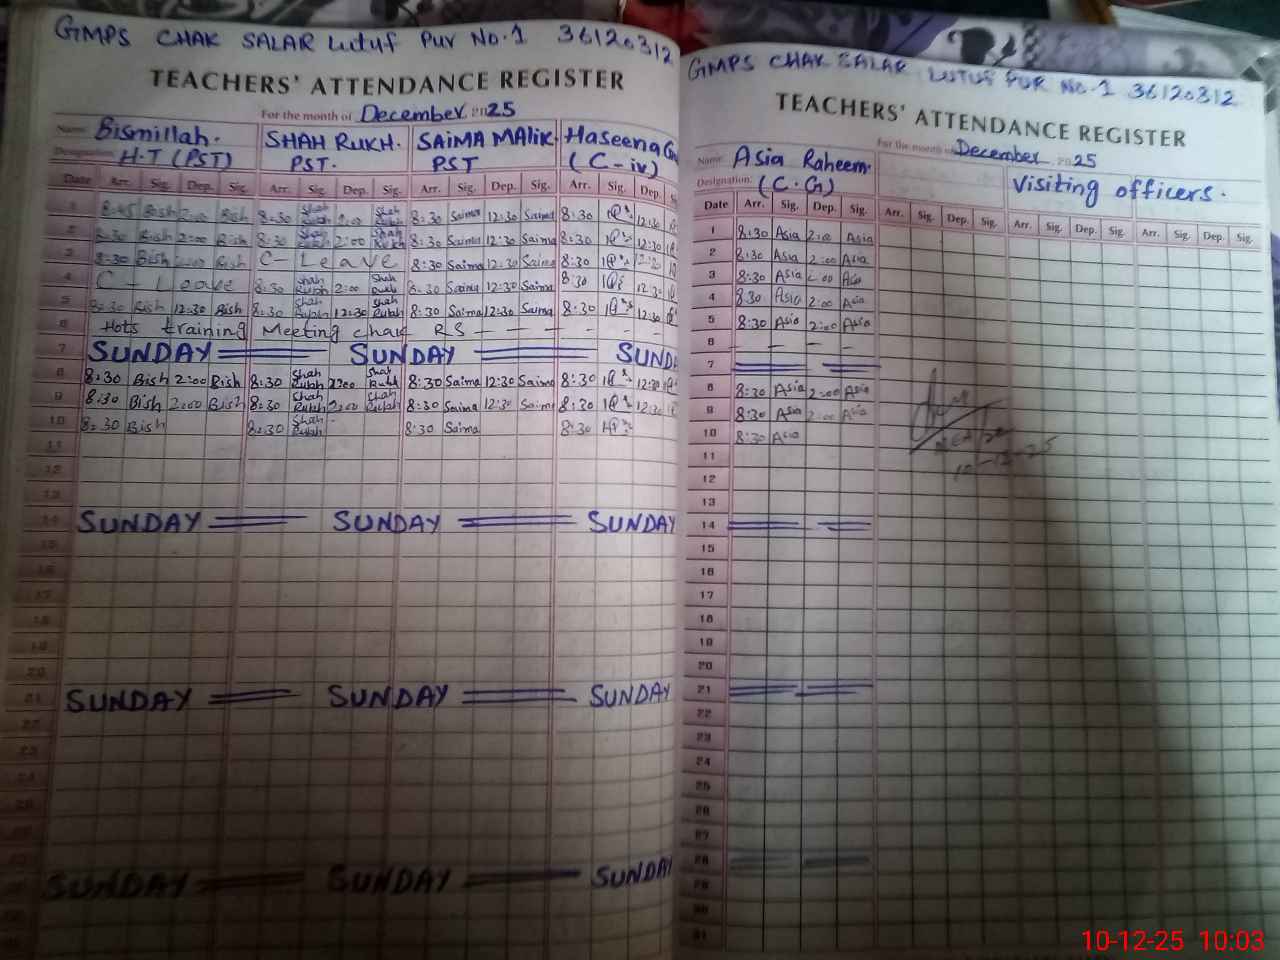 GMPS CHAK SALAR Lutuf Pur No.1 36120312
TEACHERS' ATTENDANCE REGISTER
For the month of December 2025
Name Bismillah. SHAH RUKH. SAIMA MAlik. Haseena
H-T (PST) PST. PST (C-iv)
Date Arr. Sig. Dep. Sig. Arr. Sig. Dep. Sig. Arr. Sig. Dep. Sig. Arr. Sig. Dep.
1 8:45 Bish 2:00 Bish 8:30 Shah Rukh 2:00 Shah Rukh 8:30 Saima 12:30 Saima 8:30 12:30
2 8:30 Bish 2:00 Bish 8:30 Shah Rukh 2:00 Shah Rukh 8:30 Saima 12:30 Saima 8:30 12:30
3 8:30 Bish 2:00 Bish C-Leave 8:30 Saima 12:30 Saima 8:30 12:30
4 C-Leave 8:30 Shah Rukh 2:00 Shah Rukh 8:30 Saima 12:30 Saima 8:30 12:30
5 8:30 Bish 12:30 Bish 8:30 Shah Rukh 12:30 Shah Rukh 8:30 Saima 12:30 Saima 8:30 12:30
6 Hots training Meeting chak RS - - - - -
7 SUNDAY SUNDAY SUND
8 8:30 Bish 2:00 Bish 8:30 Shah Rukh 2:00 Shah Rukh 8:30 Saima 12:30 Saima 8:30 12:30
9 8:30 Bish 2:00 Bish 8:30 Shah Rukh 2:00 Shah Rukh 8:30 Saima 12:30 Saima 8:30 12:30
10 8:30 Bish 8:30 Shah Rukh 8:30 Saima 8:30
11
12
13
14 SUNDAY SUNDAY SUNDAY
15
16
17
18
19
20
21 SUNDAY SUNDAY SUNDAY
22
23
24
SUNDAY SUNDAY SUNDAY
GMPS CHAK SALAR LUTUF PUR No.1 36120312
TEACHERS' ATTENDANCE REGISTER
For the month of December 2025
Name: Asia Raheem.
Designation: (C.G) Visiting officers.
Date Arr. Sig. Dep. Sig. Arr. Sig. Dep. Sig. Arr. Sig. Dep. Sig. Arr. Sig. Dep. Sig.
1 8:30 Asia 2:00 Asia
2 8:30 Asia 2:00 Asia
3 8:30 Asia 2:00 Asia
4 8:30 Asia 2:00 Asia
5 8:30 Asia 2:00 Asia
6 - - - -
7
8 8:30 Asia 2:00 Asia
9 8:30 Asia 2:00 Asia
10 8:30 Asia
11
12
10-12-25
13
14
15
16
17
18
19
20
21
22
23
24
25
26
27
28
29
30
31
10-12-25 10:03